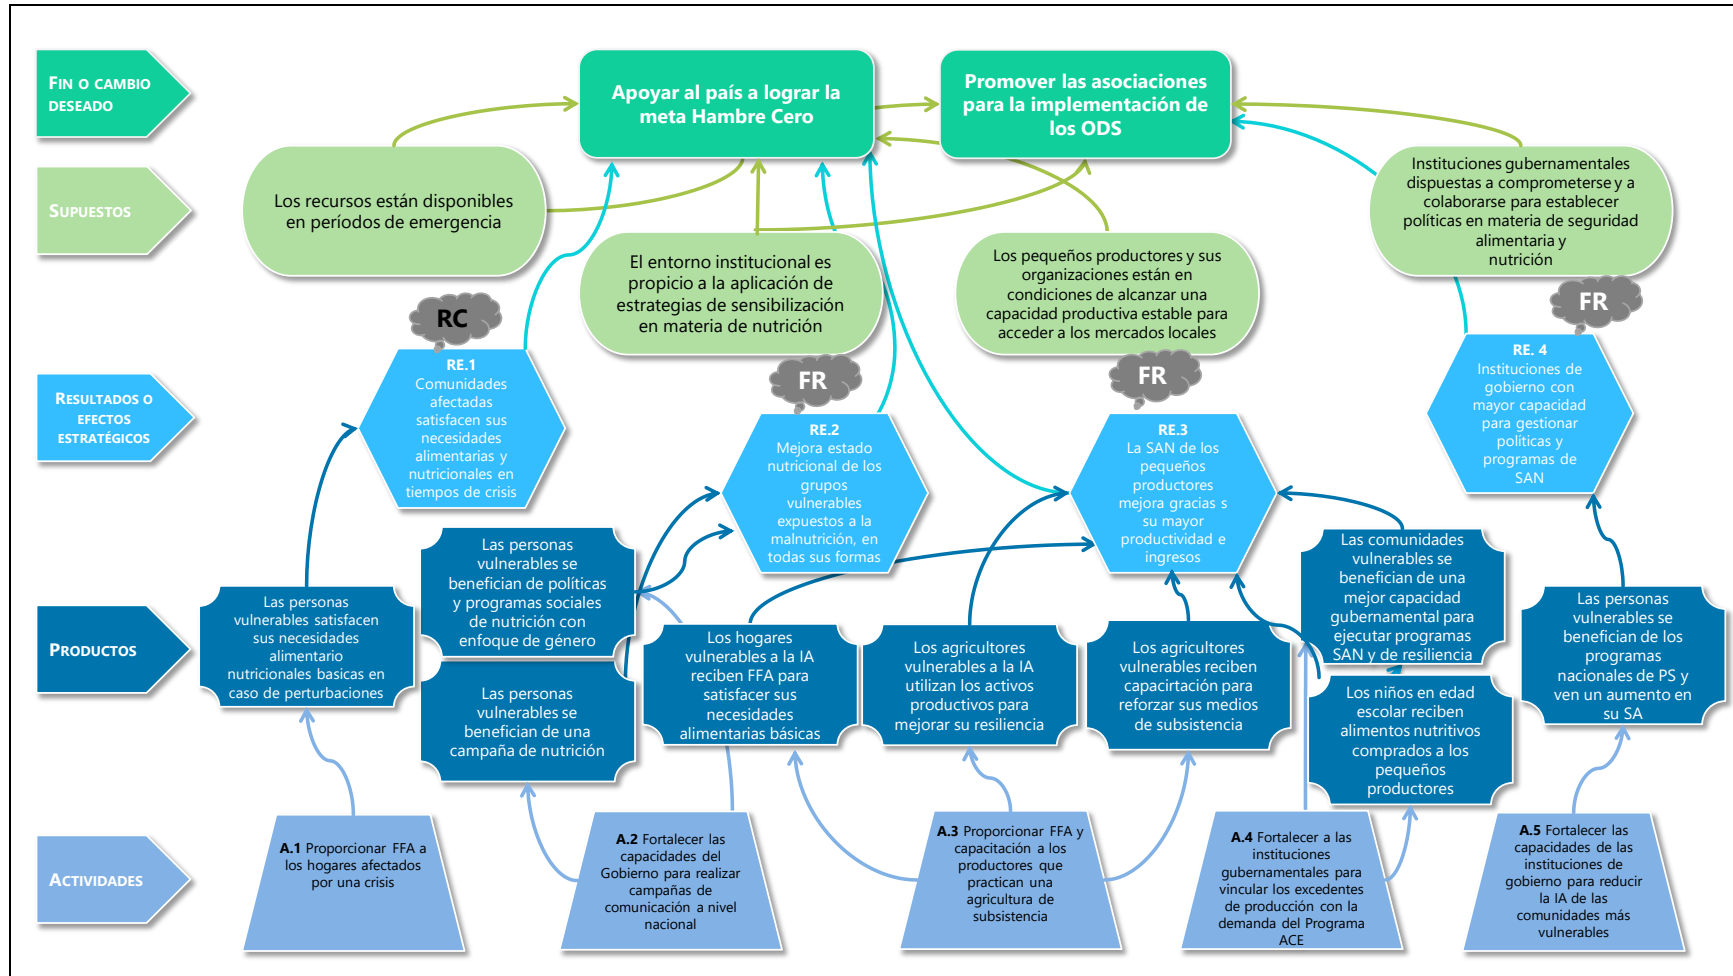 FIN O CAMBIO
DESEADO
Apoyar al país a lograr la
meta Hambre Cero
Promover las asociaciones
para la implementación de
los ODS
SUPUESTOS
Los recursos están disponibles
en períodos de emergencia
El entorno institucional es
propicio a la aplicación de
estrategias de sensibilización
en materia de nutrición
Los pequeños productores y sus
organizaciones están en
condiciones de alcanzar una
capacidad productiva estable para
acceder a los mercados locales
Instituciones gubernamentales
dispuestas a comprometerse y a
colaborarse para establecer
políticas en materia de seguridad
alimentaria y
nutrición
RC
FR
FR
FR
RESULTADOS O
EFECTOS
ESTRATÉGICOS
RE.1
Comunidades
afectadas
satisfacen sus
necesidades
alimentarias y
nutricionales en
tiempos de crisis
RE.2
Mejora estado
nutricional de los
grupos
vulnerables
expuestos a la
malnutrición, en
todas sus formas
RE.3
La SAN de los
pequeños
productores
mejora gracias s
su mayor
productividad e
ingresos
RE. 4
Instituciones de
gobierno con
mayor capacidad
para gestionar
políticas y
programas de
SAN
PRODUCTOS
Las personas
vulnerables satisfacen
sus necesidades
alimentario
nutricionales basicas en
caso de perturbaciones
Las personas
vulnerables se
benefician de políticas
y programas sociales
de nutrición con
enfoque de género
Las personas
vulnerables se
benefician de una
campaña de nutrición
Los hogares
vulnerables a la IA
reciben FFA para
satisfacer sus
necesidades
alimentarias básicas
Los agricultores
vulnerables a la IA
utilizan los activos
productivos para
mejorar su resiliencia
Los agricultores
vulnerables reciben
capacirtación para
reforzar sus medios
de subsistencia
Las comunidades
vulnerables se
benefician de una
mejor capacidad
gubernamental para
ejecutar programas
SAN y de resiliencia
Los niños en edad
escolar reciben
alimentos nutritivos
comprados a los
pequeños
productores
Las personas
vulnerables se
benefician de los
programas
nacionales de PS y
ven un aumento en
su SA
ACTIVIDADES
A.1 Proporcionar FFA a
los hogares afectados
por una crisis
A.2 Fortalecer las
capacidades del
Gobierno para realizar
campañas de
comunicación a nivel
nacional
A.3 Proporcionar FFA y
capacitación a los
productores que
practican una
agricultura de
subsistencia
A.4 Fortalecer a las
instituciones
gubernamentales para
vincular los excedentes
de producción con la
demanda del Programa
ACE
A.5 Fortalecer las
capacidades de las
instituciones de
gobierno para reducir
la IA de las
comunidades más
vulnerables